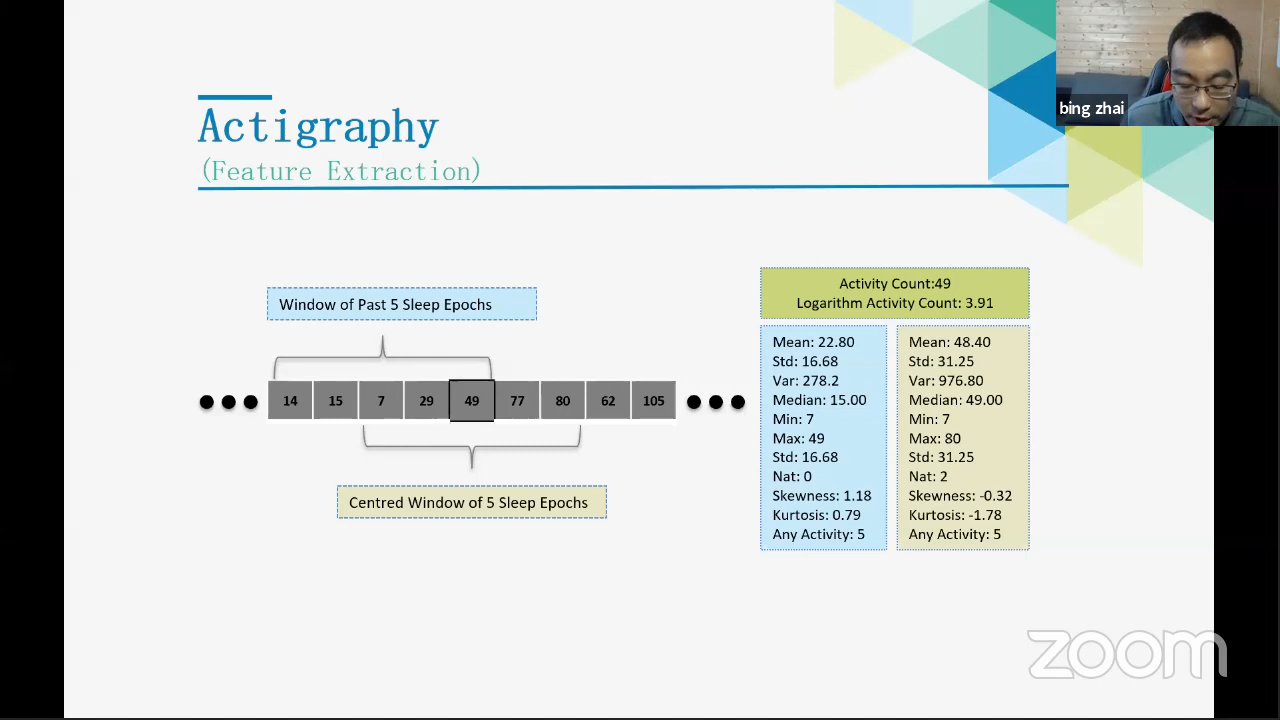 bing zhai
Actigraphy
(Feature Extraction)
Window of Past 5 Sleep Epochs
14 15 7 29 49 77 80 62 105
Centred Window of 5 Sleep Epochs
Activity Count:49
Logarithm Activity Count: 3.91
Mean: 22.80
Std: 16.68
Var: 278.2
Median: 15.00
Min: 7
Max: 49
Std: 16.68
Nat: 0
Skewness: 1.18
Kurtosis: 0.79
Any Activity: 5
Mean: 48.40
Std: 31.25
Var: 976.80
Median: 49.00
Min: 7
Max: 80
Std: 31.25
Nat: 2
Skewness: -0.32
Kurtosis: -1.78
Any Activity: 5
zoom